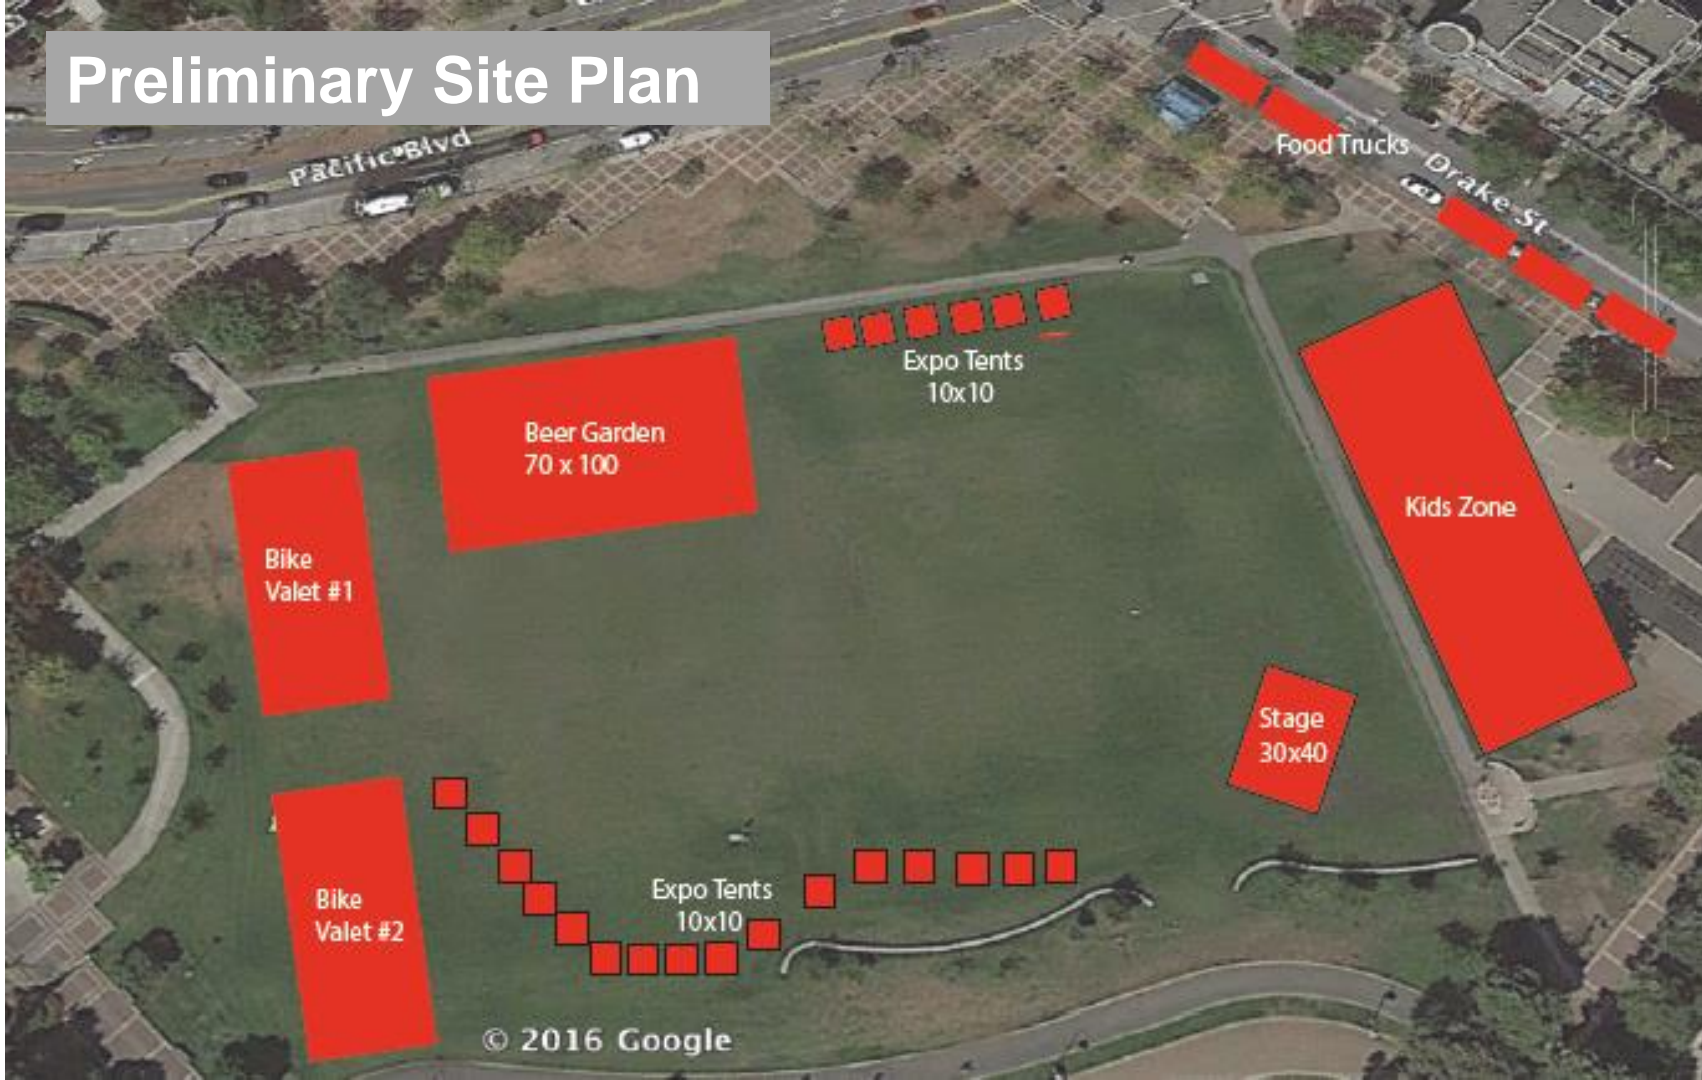 Preliminary Site Plan
Pacific Blvd
Food Trucks
Drake St
Expo Tents
10x10
Beer Garden
70 x 100
Kids Zone
Bike
Valet #1
Stage
30x40
Bike
Valet #2
Expo Tents
10x10
© 2016 Google